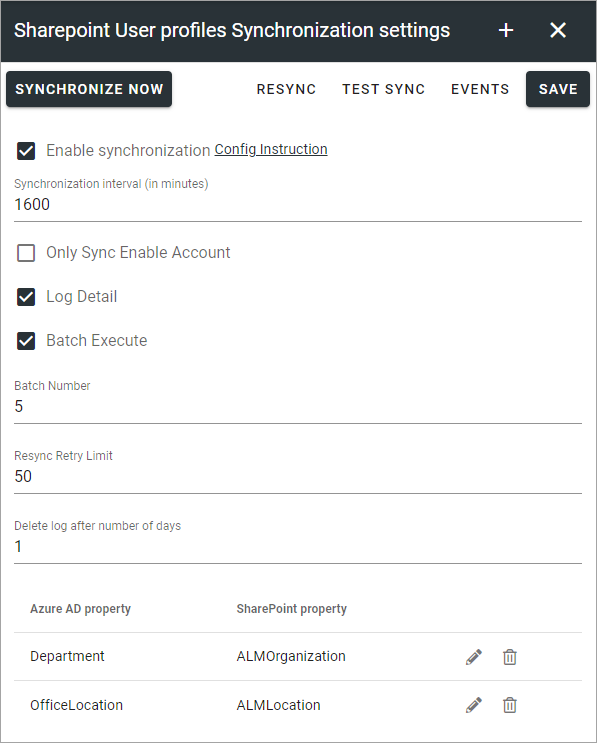 Sharepoint User profiles Synchronization settings
SYNCHRONIZE NOW RESYNC TEST SYNC EVENTS SAVE
Enable synchronization Config Instruction
Synchronization interval (in minutes)
1600
Only Sync Enable Account
Log Detail
Batch Execute
Batch Number
5
Resync Retry Limit
50
Delete log after number of days
1
Azure AD property SharePoint property
Department ALMOrganization
OfficeLocation ALMLocation